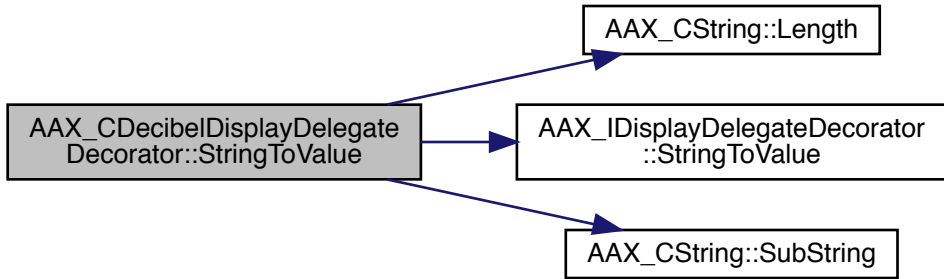 AAX_CString::Length
AAX_CDecibelDisplayDelegate
Decorator::StringToValue
AAX_IDisplayDelegateDecorator
::StringToValue
AAX_CString::SubString